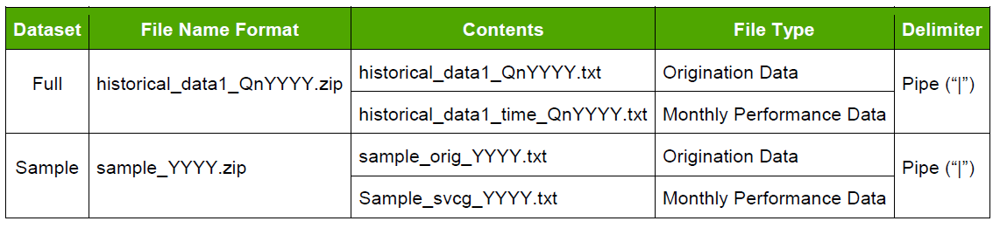 Dataset File Name Format Contents File Type Delimiter
Full historical_data1_QnYYYY.zip historical_data1_QnYYYY.txt Origination Data Pipe (“|”)
historical_data1_time_QnYYYY.txt Monthly Performance Data
Sample sample_YYYY.zip sample_orig_YYYY.txt Origination Data Pipe (“|”)
Sample_svcg_YYYY.txt Monthly Performance Data